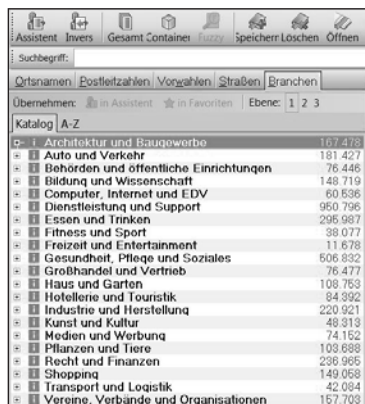 Assistent Invers Gesamt Container Fuzzy Speichern Löschen Öffnen
Suchbegriff:
Ortsnamen Postleitzahlen Vorwahlen Straßen Branchen
Übernehmen: in Assistent in Favoriten Ebene: 1 2 3
Katalog A-Z
Architektur und Baugewerbe 167.478
Auto und Verkehr 181.427
Behörden und öffentliche Einrichtungen 76.446
Bildung und Wissenschaft 148.719
Computer, Internet und EDV 60.536
Dienstleistung und Support 950.796
Essen und Trinken 295.987
Fitness und Sport 38.077
Freizeit und Entertainment 11.678
Gesundheit, Pflege und Soziales 506.832
Großhandel und Vertrieb 76.477
Haus und Garten 108.753
Hotellerie und Touristik 84.392
Industrie und Herstellung 220.921
Kunst und Kultur 48.313
Medien und Werbung 74.152
Pflanzen und Tiere 103.688
Recht und Finanzen 236.965
Shopping 149.058
Transport und Logistik 42.084
Vereine, Verbände und Organisationen 157.703